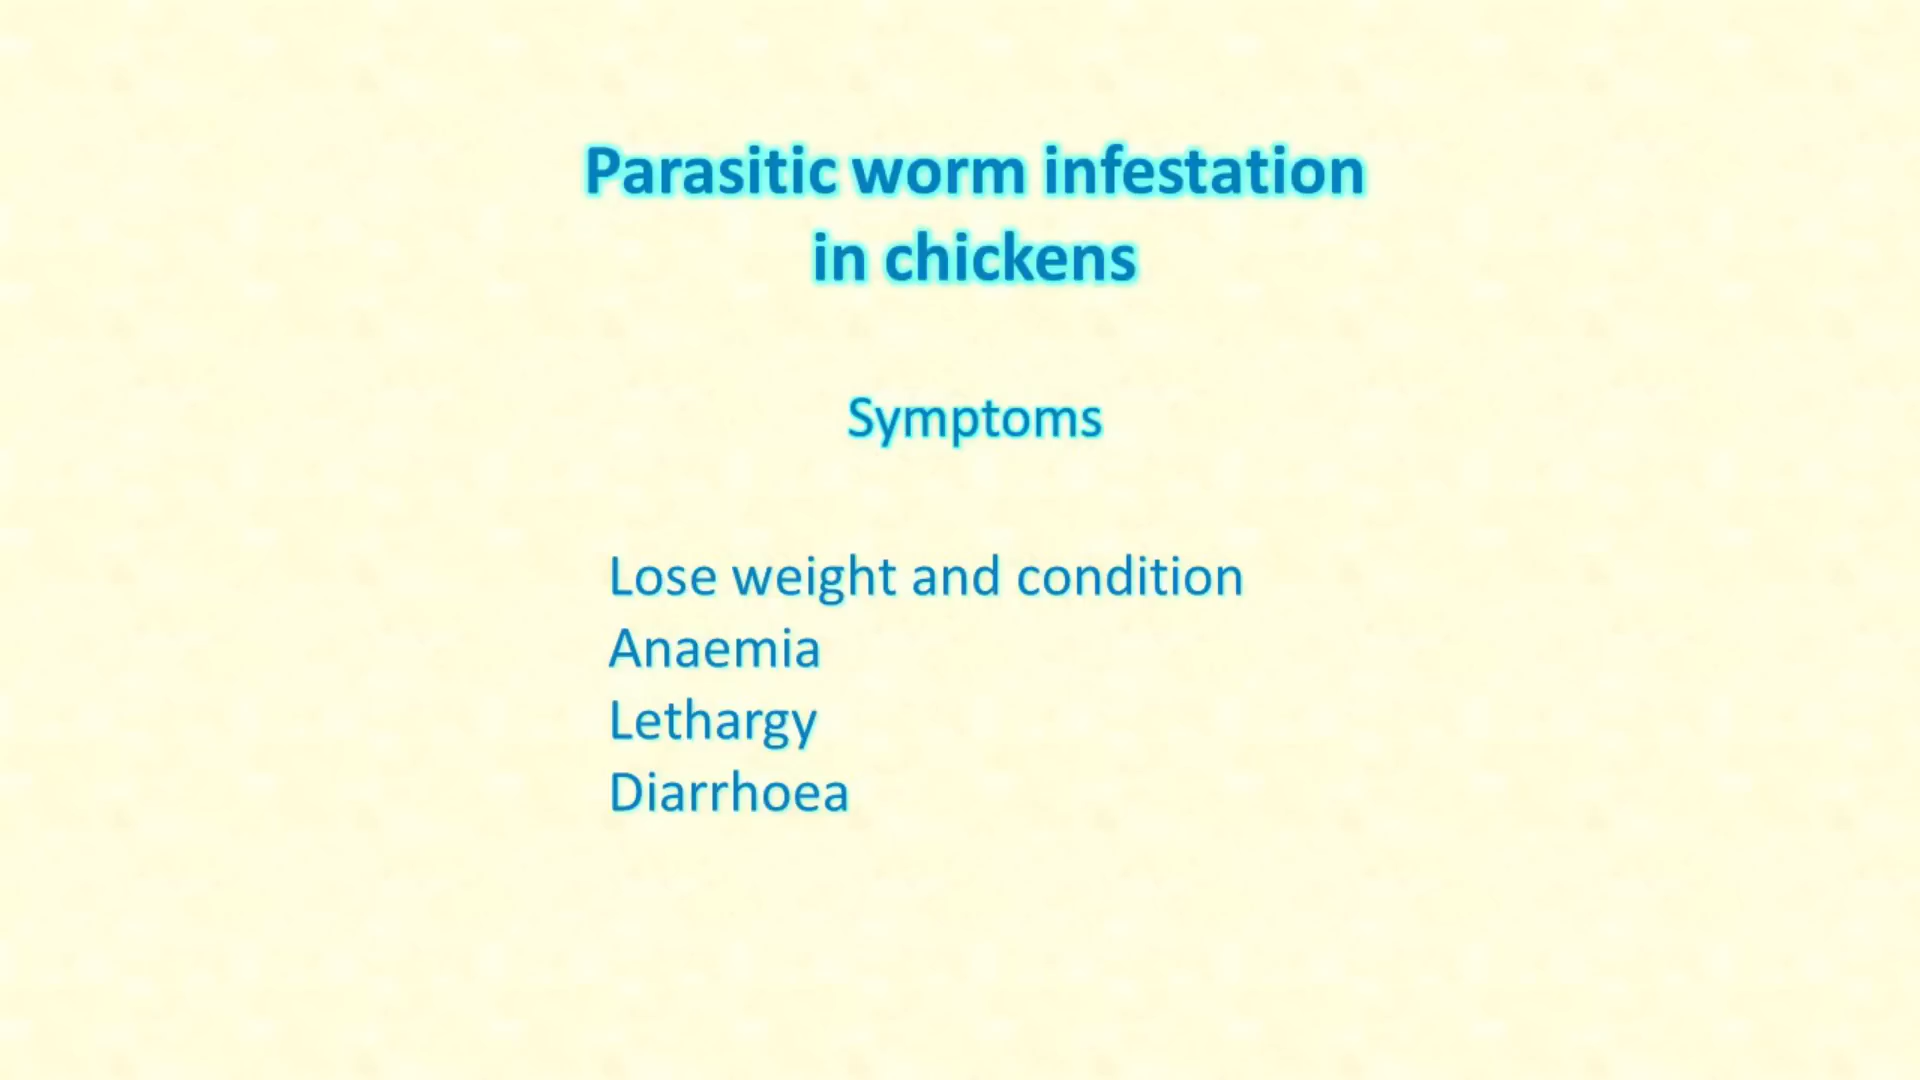 Parasitic worm infestation
in chickens
Symptoms
Lose weight and condition
Anaemia
Lethargy
Diarrhoea